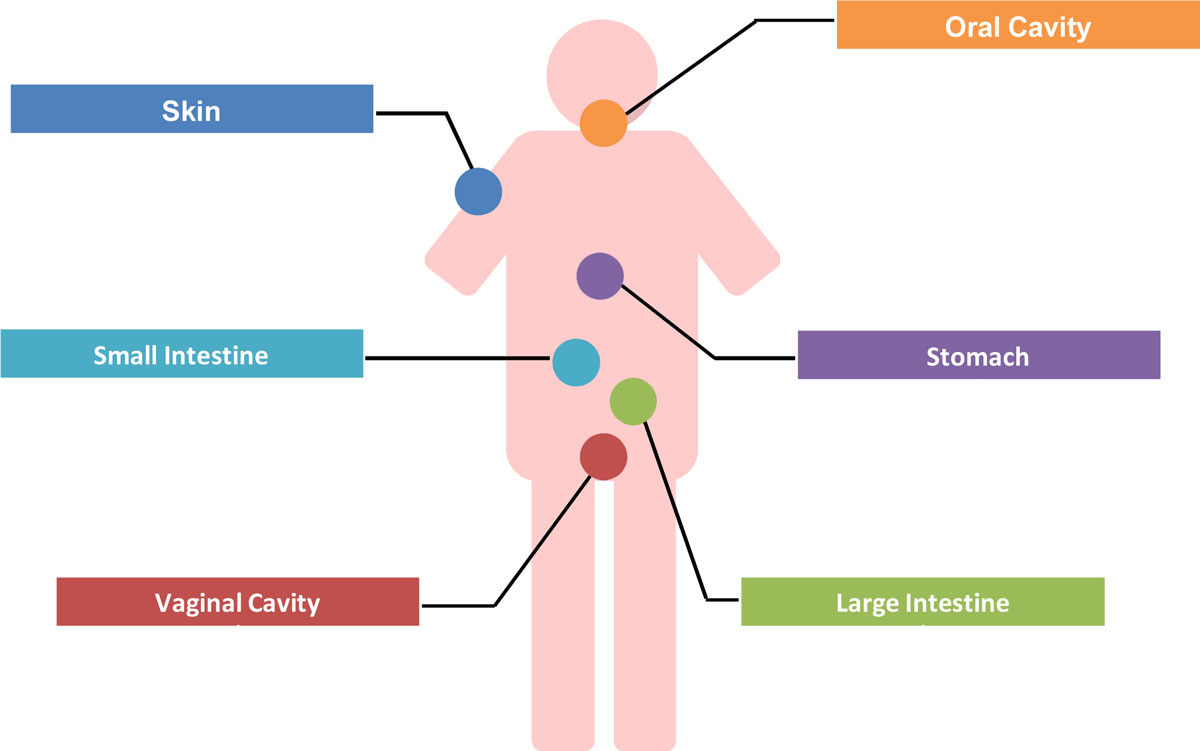 Oral Cavity
Skin
Small Intestine
Stomach
Vaginal Cavity
Large Intestine